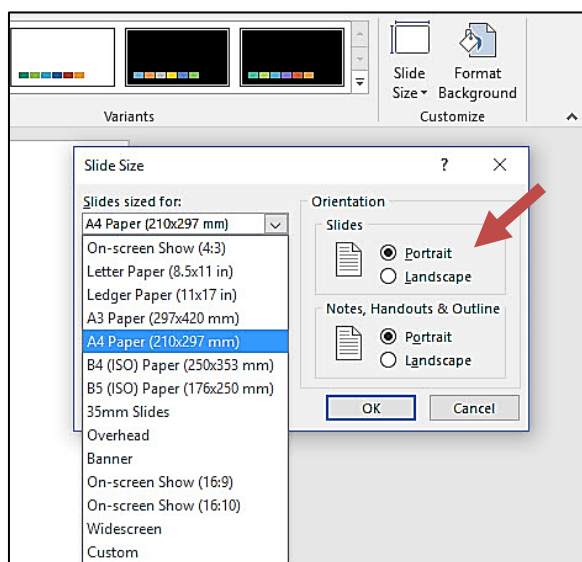 Slide
Size
Format
Background
Variants
Customize
Slide Size
?
Slides sized for:
A4 Paper (210x297 mm)
On-screen Show (4:3)
Letter Paper (8.5x11 in)
Ledger Paper (11x17 in)
A3 Paper (297x420 mm)
A4 Paper (210x297 mm)
B4 (ISO) Paper (250x353 mm)
B5 (ISO) Paper (176x250 mm)
35mm Slides
Overhead
Banner
On-screen Show (16:9)
On-screen Show (16:10)
Widescreen
Custom
Orientation
Slides
Portrait
Landscape
Notes, Handouts & Outline
Portrait
Landscape
OK
Cancel